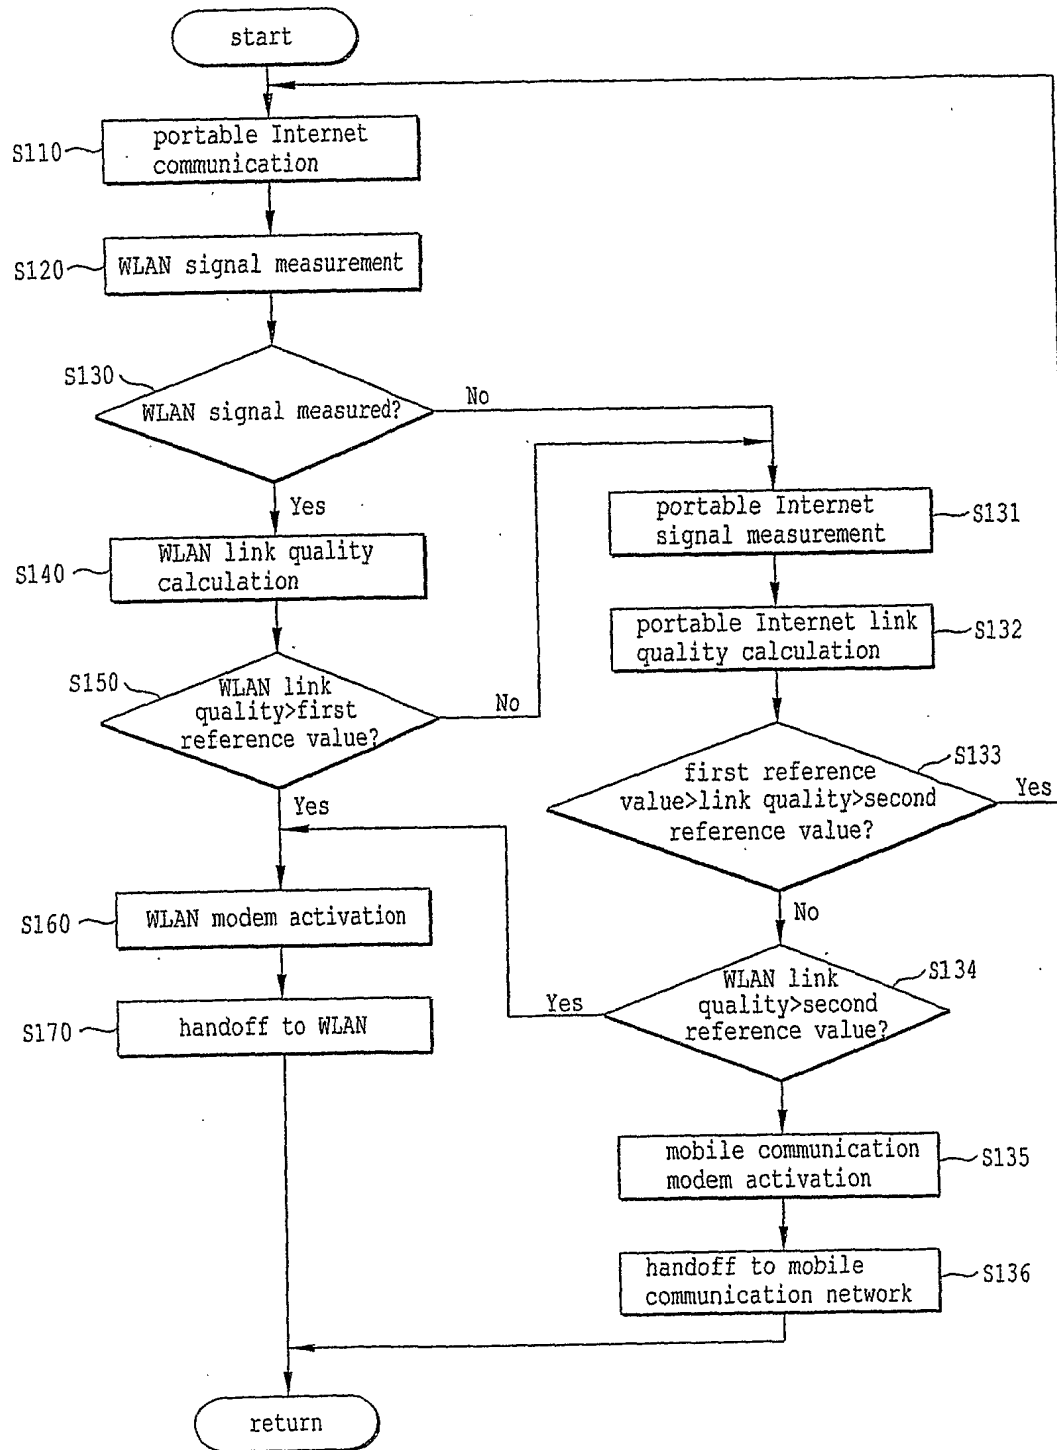 start
S110
portable Internet
communication
S120
WLAN signal measurement
S130
WLAN signal measured?
No
Yes
S140
WLAN link quality
calculation
S150
WLAN link
quality>first
reference value?
No
Yes
S160
WLAN modem activation
S170
handoff to WLAN
portable Internet
signal measurement
S131
portable Internet link
quality calculation
S132
S133
first reference
value>link quality>second
reference value?
Yes
No
S134
WLAN link
quality>second
reference value?
Yes
mobile communication
modem activation
S135
handoff to mobile
communication network
S136
return